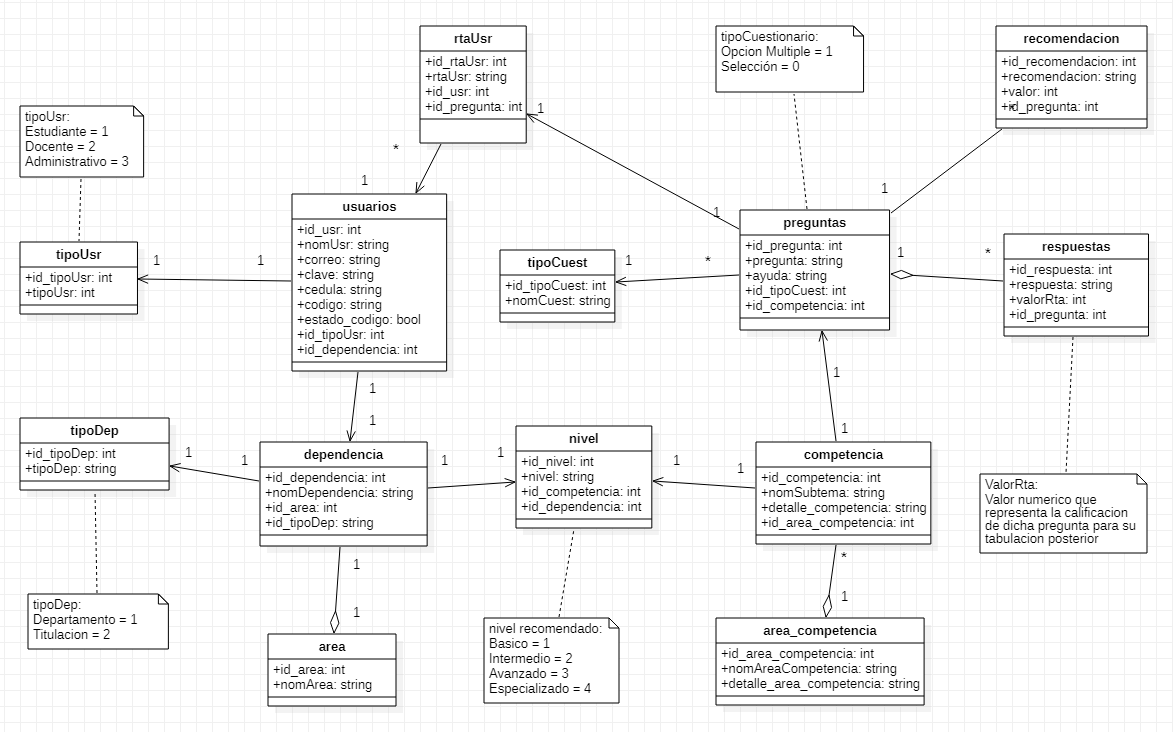 rtaUsr
+id_rtaUsr: int
+rtaUsr: string
+id_usr: int
+id_pregunta: int
tipoCuestionario:
Opcion Multiple = 1
Selección = 0
recomendacion
+id_recomendacion: int
+recomendacion: string
+valor: int
+id_pregunta: int
*
tipoUsr:
Estudiante = 1
Docente = 2
Administrativo = 3
1
*
1
1
1
usuarios
+id_usr: int
+nomUsr: string
+correo: string
+clave: string
+cedula: string
+codigo: string
+estado_codigo: bool
+id_tipoUsr: int
+id_dependencia: int
preguntas
+id_pregunta: int
+pregunta: string
+ayuda: string
+id_tipoCuest: int
+id_competencia: int
tipoUsr
+id_tipoUsr: int
+tipoUsr: int
1
1
tipoCuest
+id_tipoCuest: int
+nomCuest: string
1
*
1
*
respuestas
+id_respuesta: int
+respuesta: string
+valorRta: int
+id_pregunta: int
1
1
1
1
tipoDep
+id_tipoDep: int
+tipoDep: string
1
1
dependencia
+id_dependencia: int
+nomDependencia: string
+id_area: int
+id_tipoDep: string
1
1
nivel
+id_nivel: int
+nivel: string
+id_competencia: int
+id_dependencia: int
1
1
competencia
+id_competencia: int
+nomSubtema: string
+detalle_competencia: string
+id_area_competencia: int
ValorRta:
Valor numerico que
representa la calificacion
de dicha pregunta para su
tabulacion posterior
1
1
*
1
tipoDep:
Departamento = 1
Titulacion = 2
area
+id_area: int
+nomArea: string
nivel recomendado:
Basico = 1
Intermedio = 2
Avanzado = 3
Especializado = 4
area_competencia
+id_area_competencia: int
+nomAreaCompetencia: string
+detalle_area_competencia: string